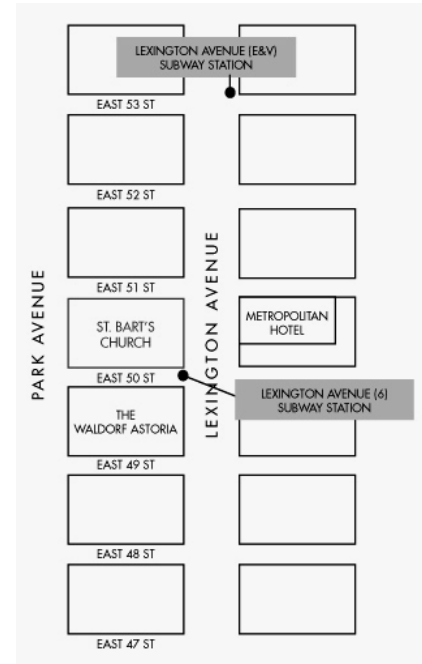 LEXINGTON AVENUE (E&V)
SUBWAY STATION
EAST 53 ST
EAST 52 ST
EAST 51 ST
PARK AVENUE
LEXINGTON AVENUE
ST. BART'S
CHURCH
METROPOLITAN
HOTEL
EAST 50 ST
LEXINGTON AVENUE (6)
SUBWAY STATION
THE
WALDORF ASTORIA
EAST 49 ST
EAST 48 ST
EAST 47 ST